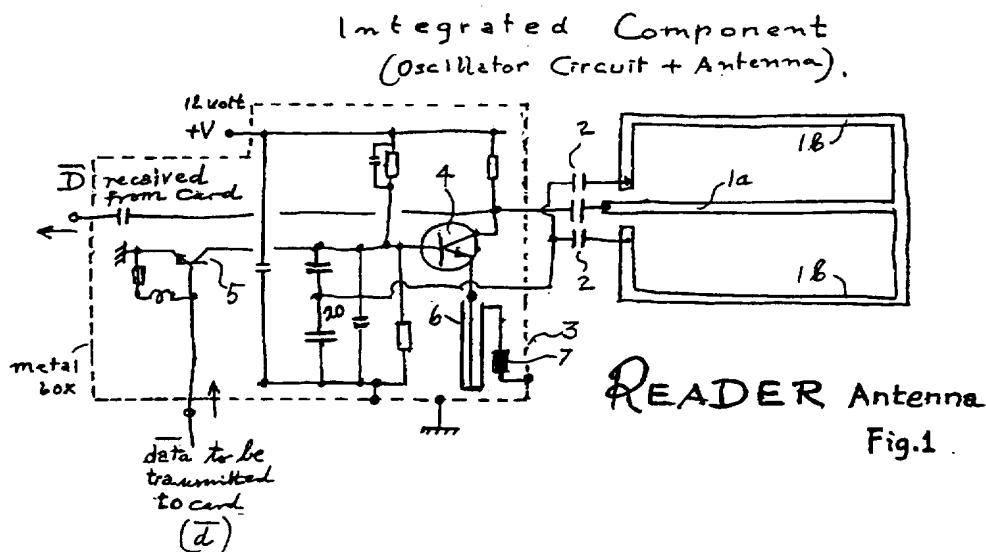 Integrated Component
(Oscillator Circuit + Antenna).
12 volt
+V
D̅ received
from Card
4
5
20
6
3
7
2
2
1b
1a
1b
metal
box
data to be
transmitted
to card
(d̅)
READER Antenna
Fig.1